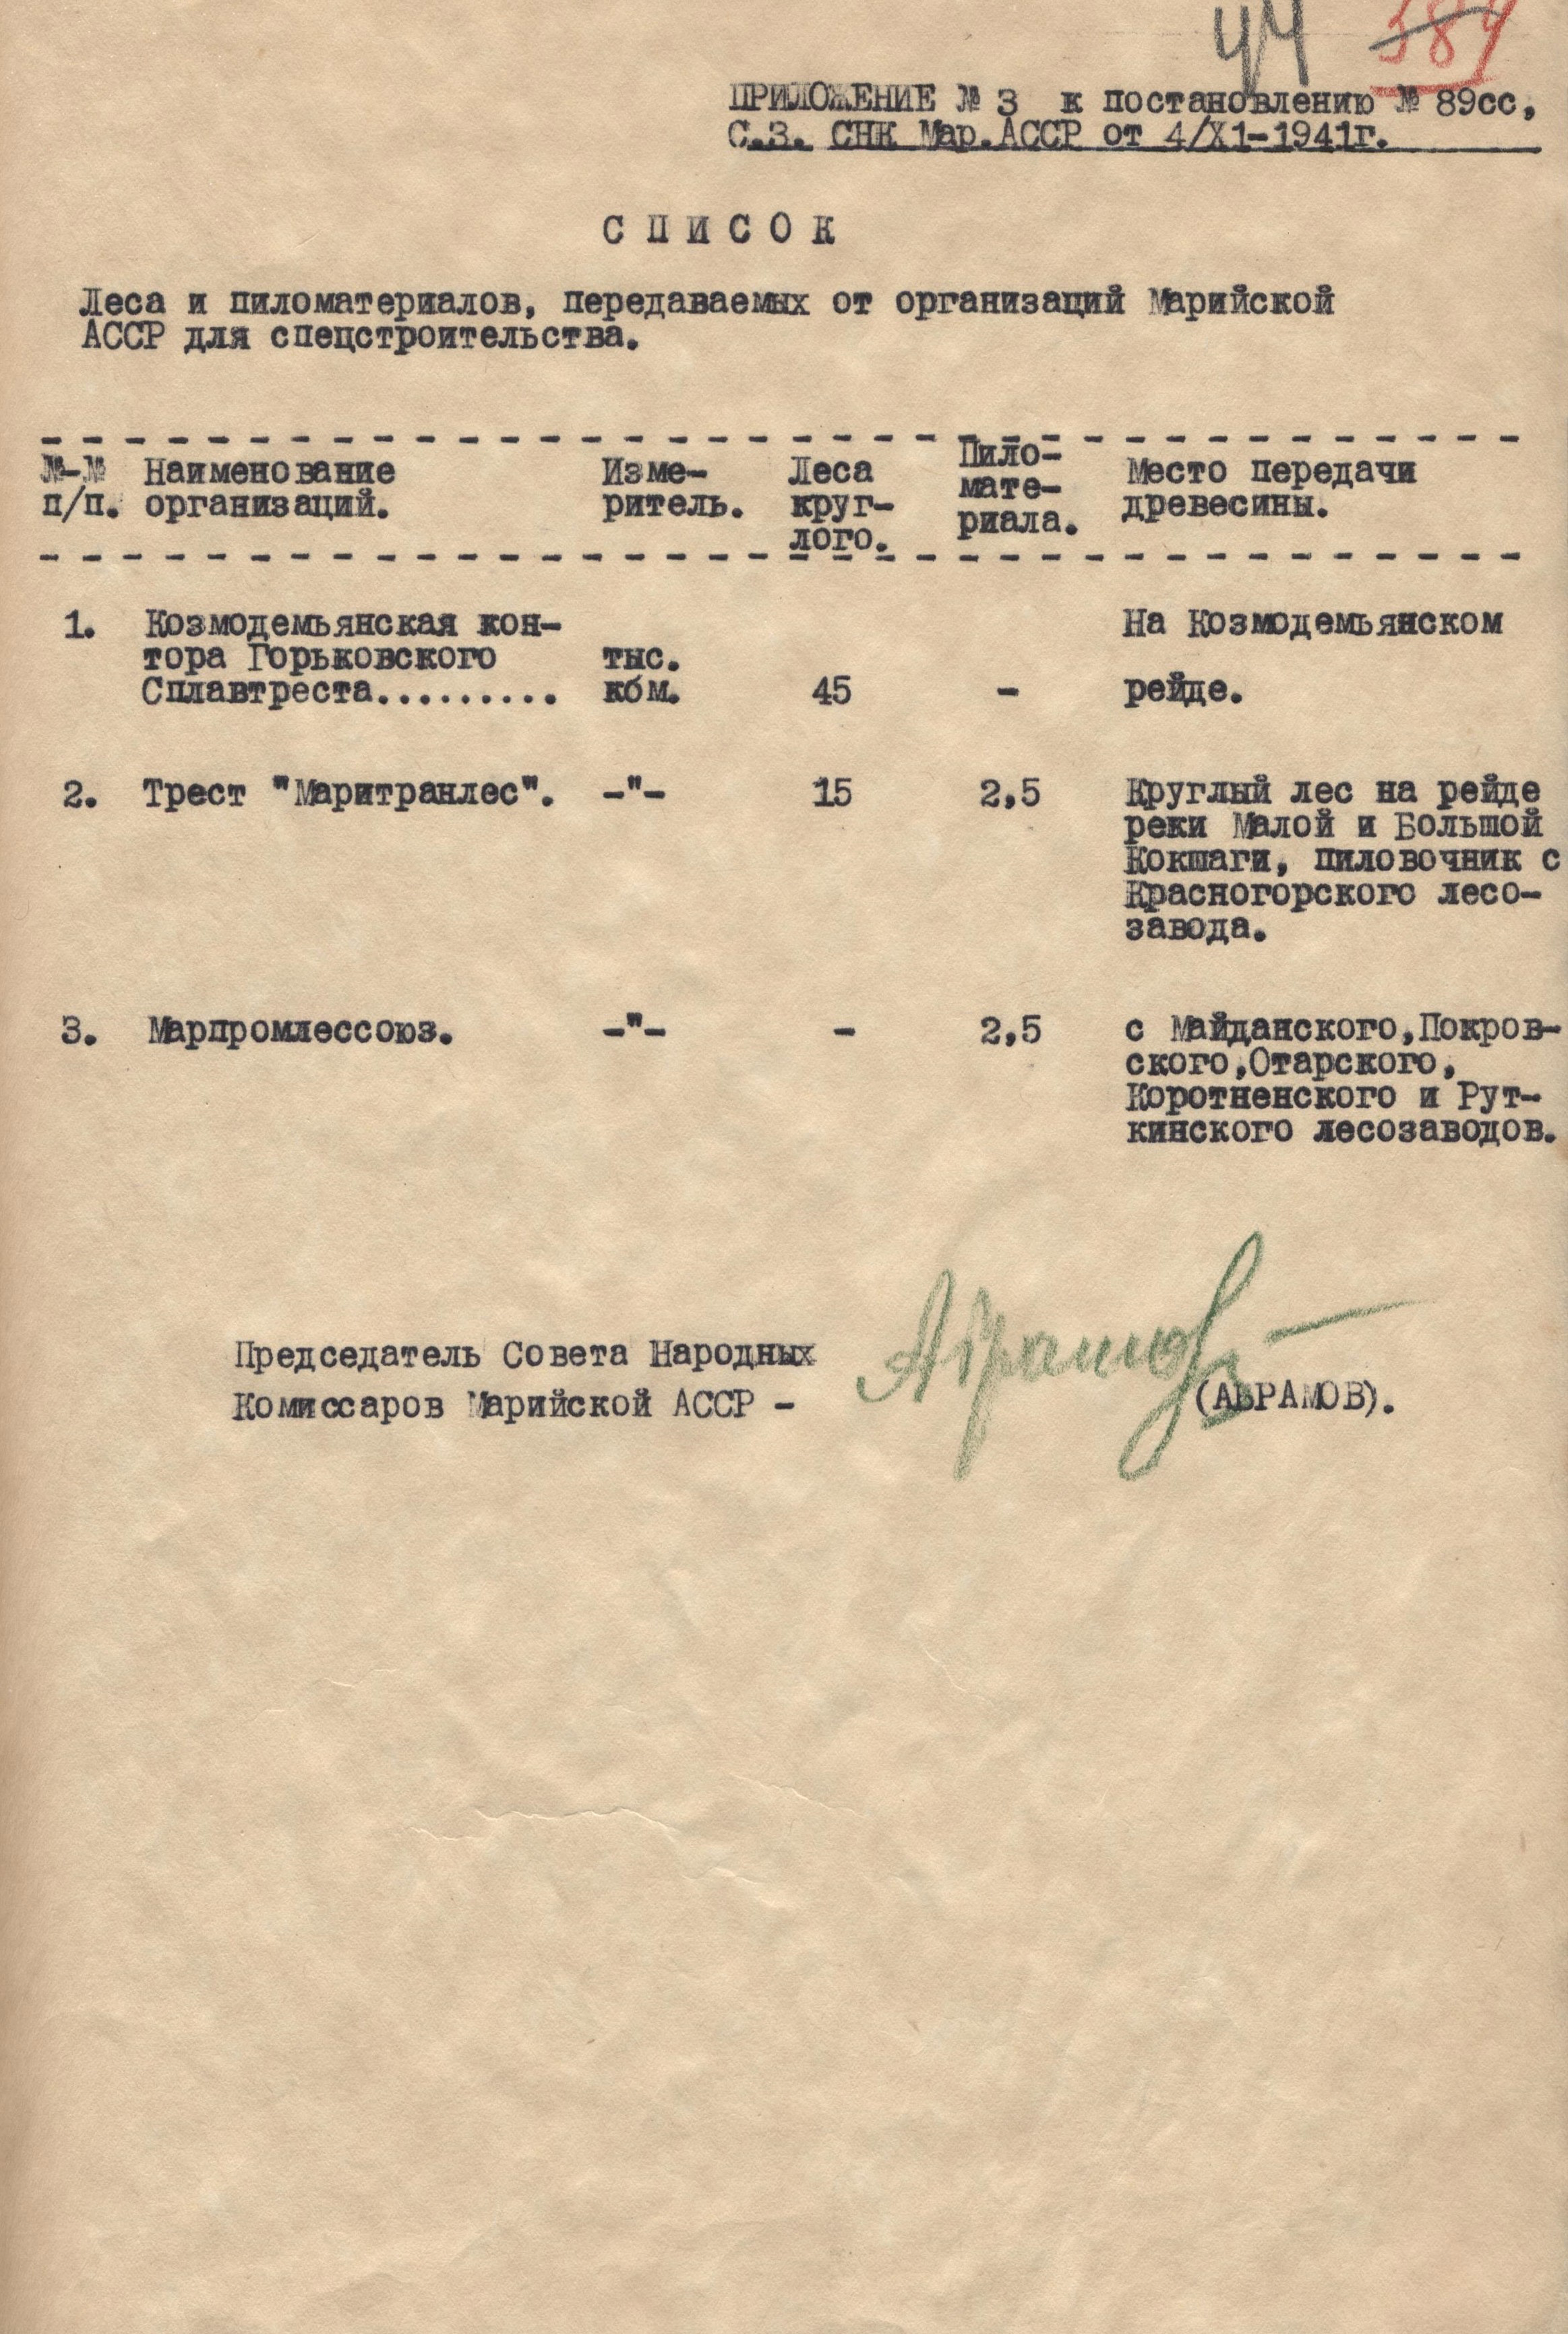 44 384
ПРИЛОЖЕНИЕ № 3 к постановлению № 89сс,
С.З. СНК Мар.АССР от 4/Х1-1941г.
С П И С О К
Леса и пиломатериалов, передаваемых от организаций Марийской
АССР для спецстроительства.
№-№ п/п. Наименование организаций. Изме-ритель. Леса круг-лого. Пило-мате-риала. Место передачи древесины.
1. Козмодемьянская кон- На Козмодемьянском
тора Горьковского тыс.
Сплавтреста......... кбм. 45 - рейде.
2. Трест "Маритранлес". -"- 15 2,5 Круглый лес на рейде
реки Малой и Большой
Кокшаги, пиловочник с
Красногорского лесо-
завода.
3. Марпромлессоюз. -"- - 2,5 с Майданского,Покров-
ского,Отарского,
Коротненского и Рут-
кинского лесозаводов.
Председатель Совета Народных
Абрамов
Комиссаров Марийской АССР - (АБРАМОВ).